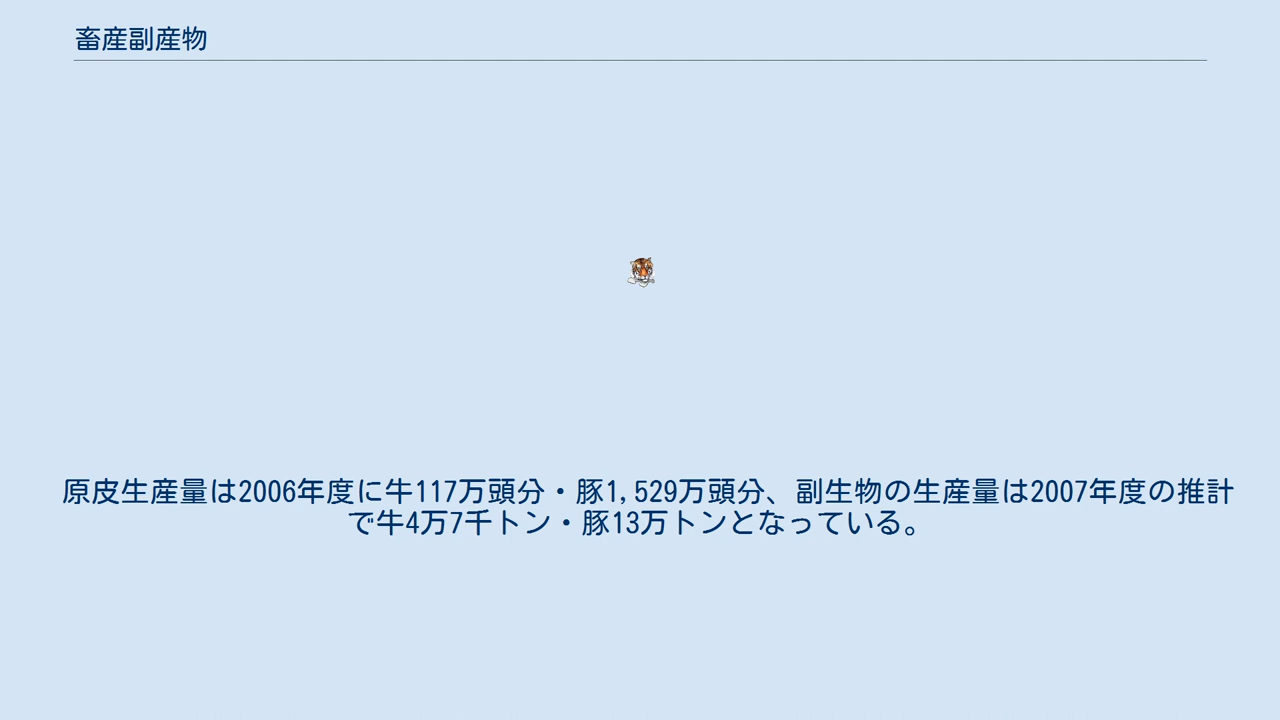 畜産副産物
原皮生産量は2006年度に牛117万頭分・豚1,529万頭分、副生物の生産量は2007年度の推計
で牛4万7千トン・豚13万トンとなっている。